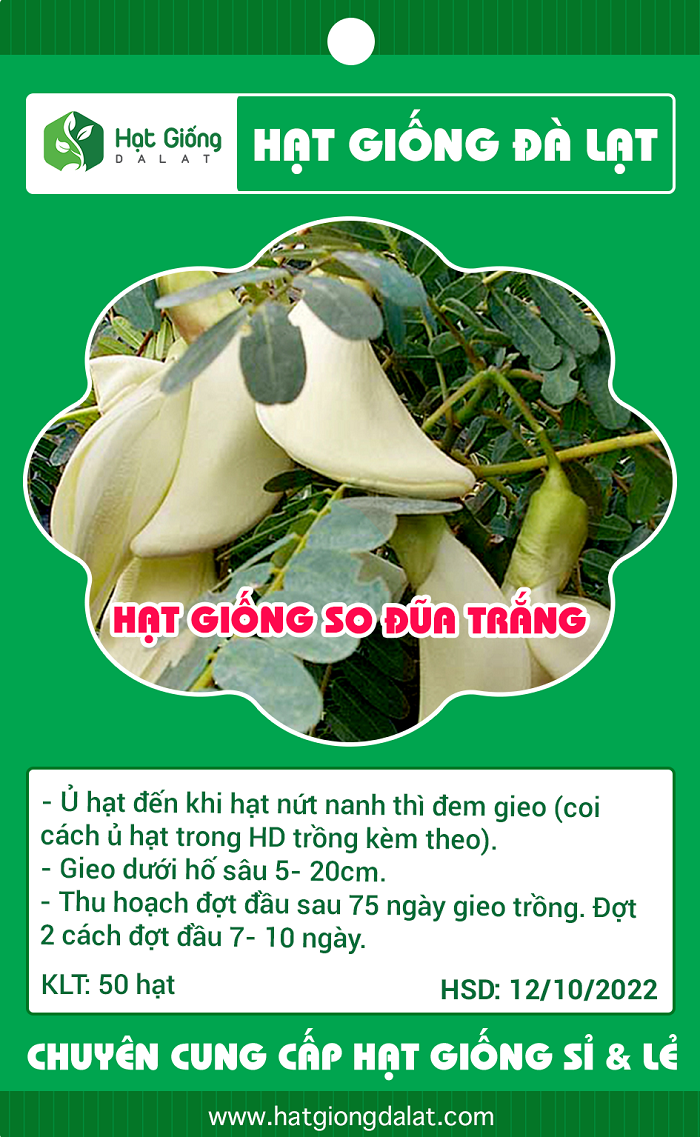 Hạt Giống
DALAT
HẠT GIỐNG ĐÀ LẠT
HẠT GIỐNG SO ĐŨA TRẮNG
- Ủ hạt đến khi hạt nứt nanh thì đem gieo (coi
cách ủ hạt trong HD trồng kèm theo).
- Gieo dưới hố sâu 5- 20cm.
- Thu hoạch đợt đầu sau 75 ngày gieo trồng. Đợt
2 cách đợt đầu 7- 10 ngày.
KLT: 50 hạt
HSD: 12/10/2022
CHUYÊN CUNG CẤP HẠT GIỐNG SỈ & LẺ
www.hatgiongdalat.com